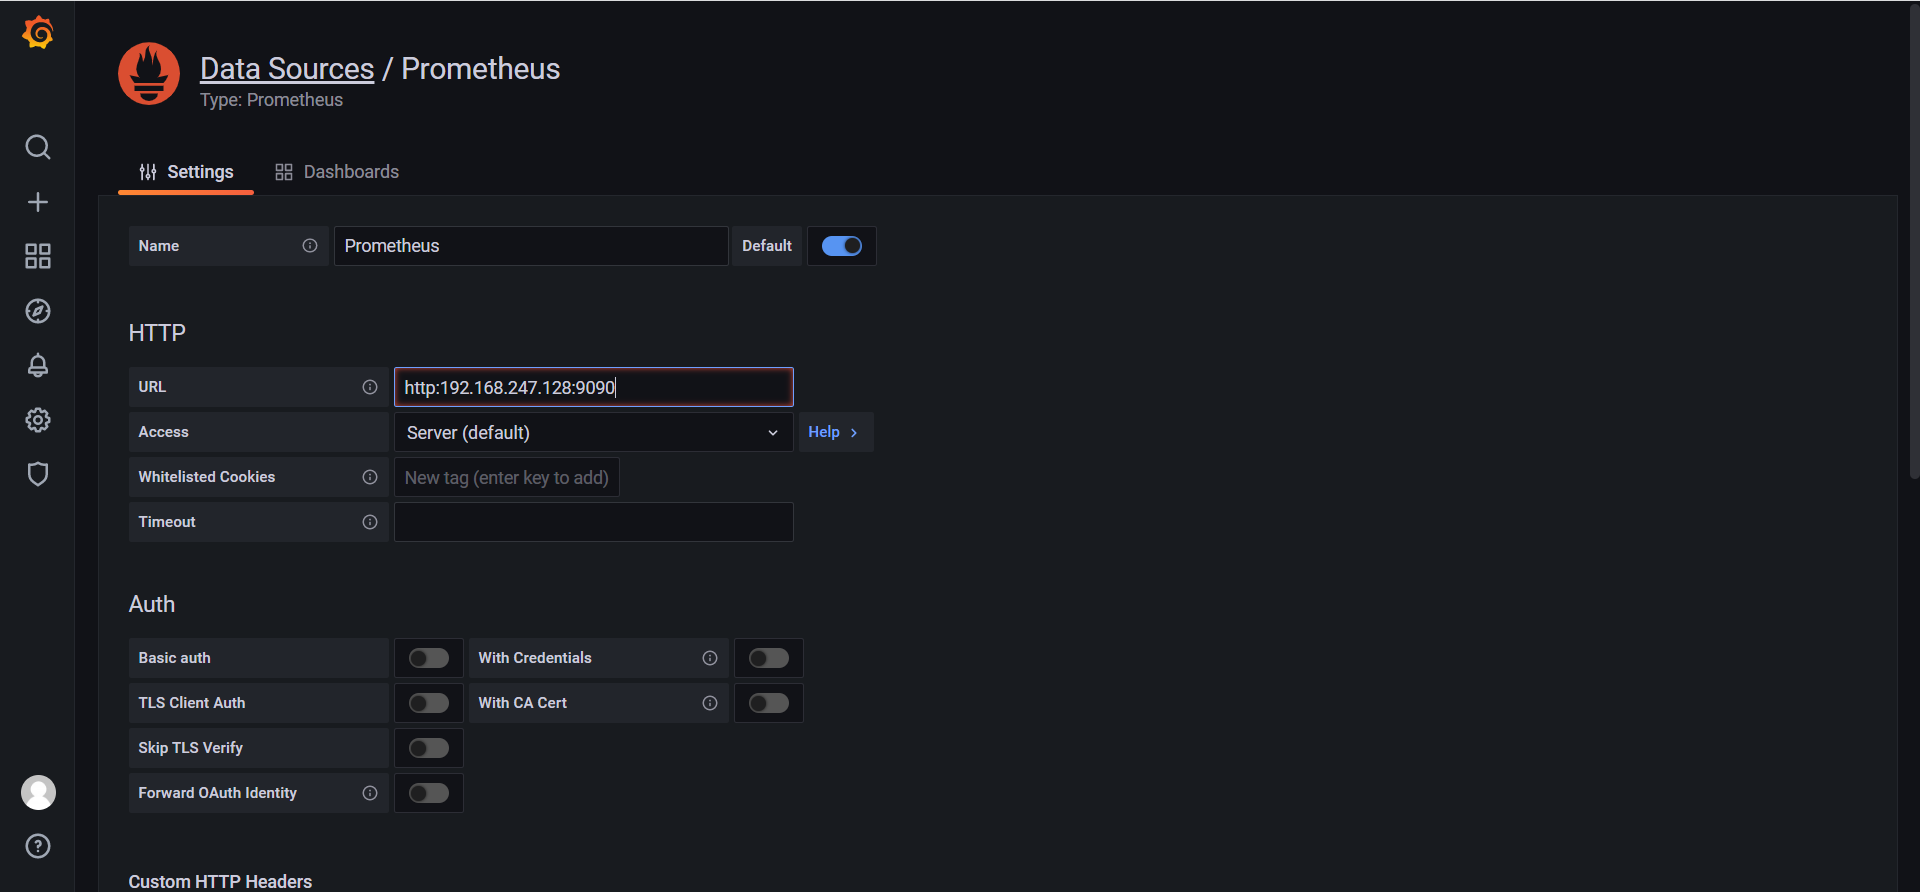 Data Sources / Prometheus
Type: Prometheus
Settings Dashboards
Name Prometheus Default
HTTP
URL http:192.168.247.128:9090
Access Server (default) Help >
Whitelisted Cookies New tag (enter key to add)
Timeout
Auth
Basic auth With Credentials
TLS Client Auth With CA Cert
Skip TLS Verify
Forward OAuth Identity
Custom HTTP Headers